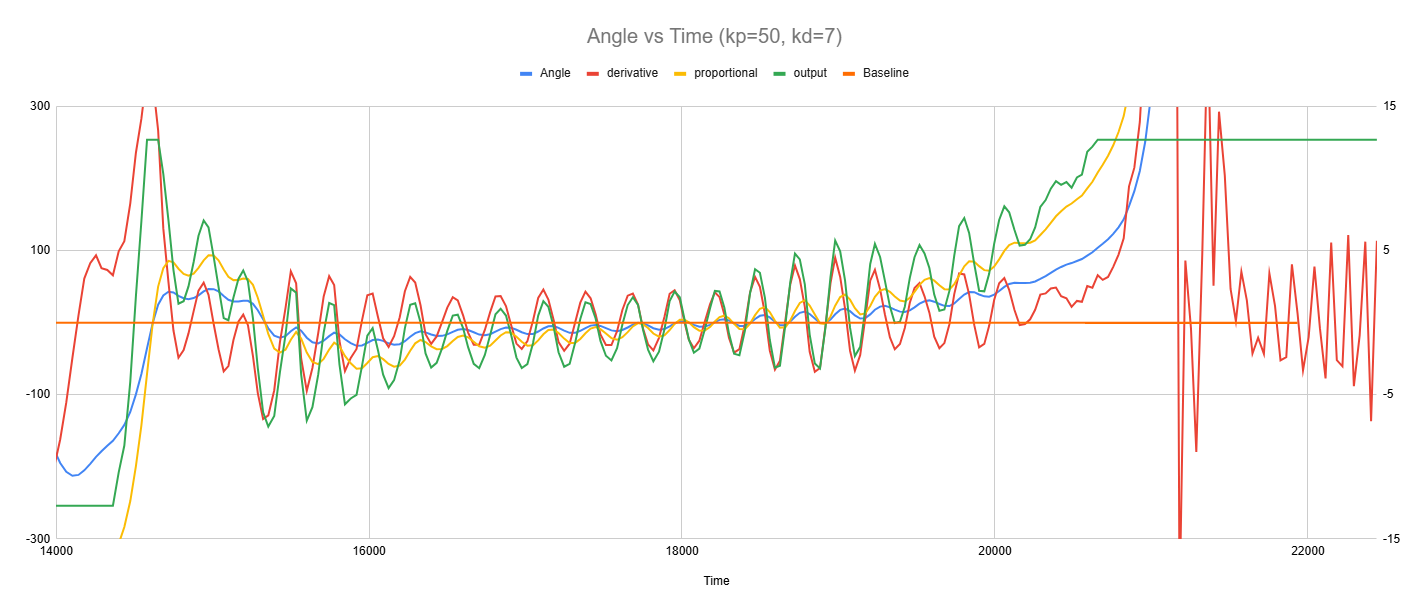 Angle vs Time (kp=50, kd=7)
Angle derivative proportional output Baseline
300 15
100 5
-100 -5
-300 -15
14000 16000 18000 20000 22000
Time